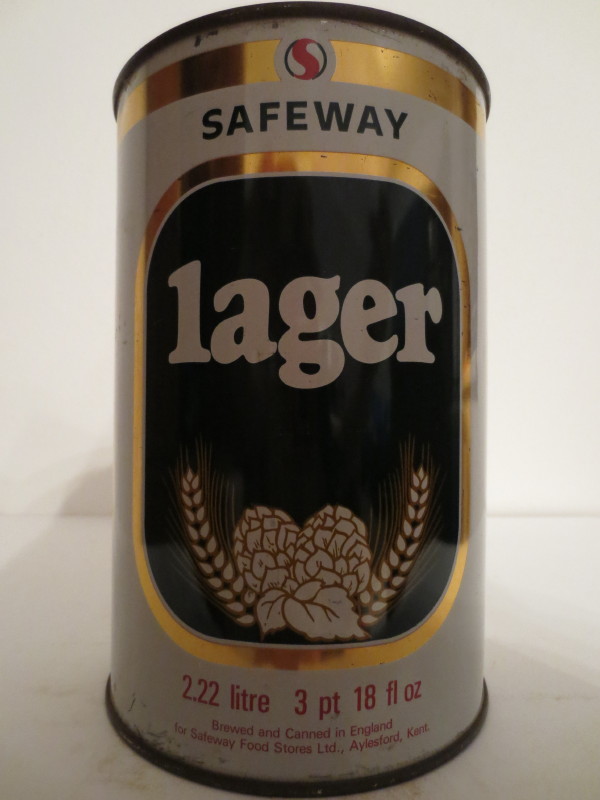 S
SAFEWAY
lager
2.22 litre 3 pt 18 fl oz
Brewed and Canned in England
for Safeway Food Stores Ltd., Aylesford, Kent.